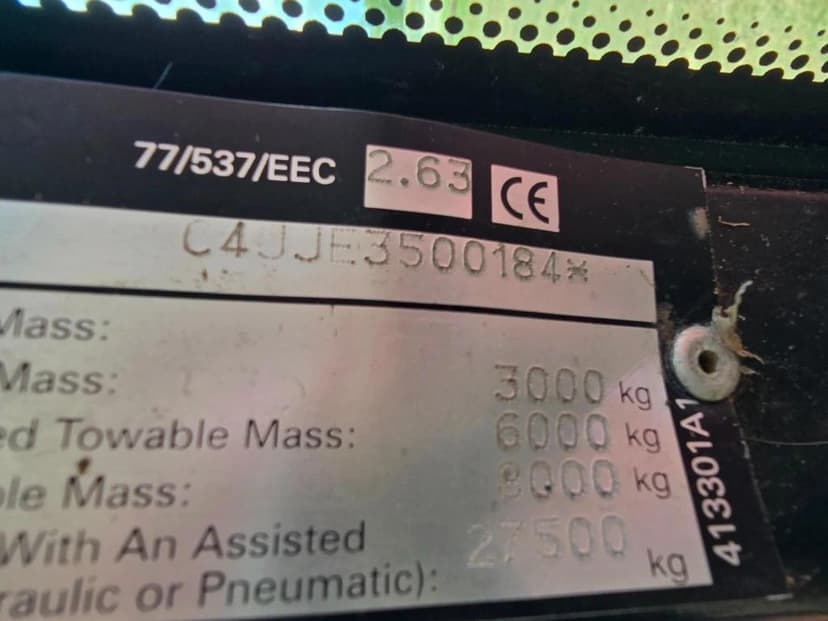 77/537/EEC 2.63 CE
C4JJE3500184*
Mass:
Mass: 3000 kg
ed Towable Mass: 6000 kg
ble Mass: 8000 kg
With An Assisted 27500
raulic or Pneumatic): kg
413301A1